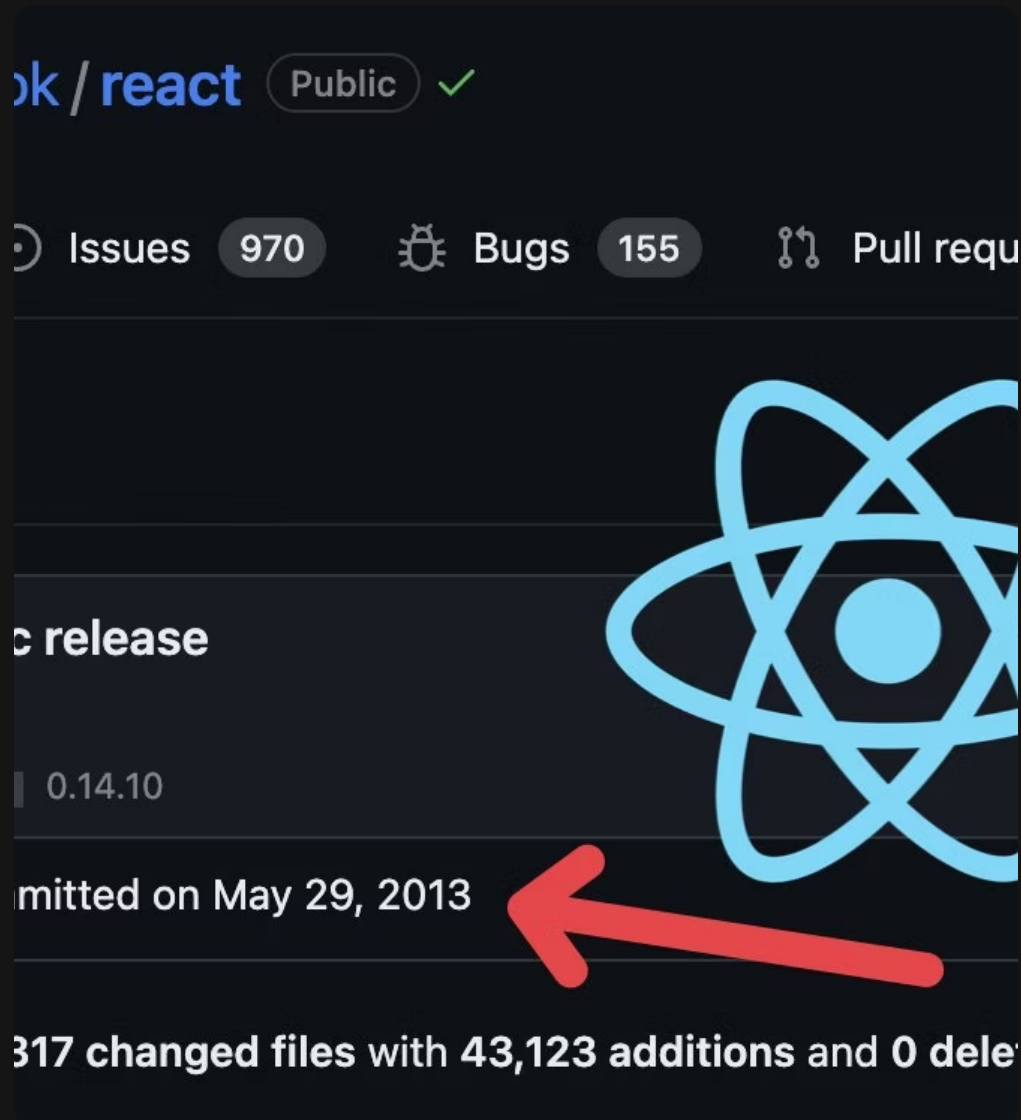 ok / react Public
Issues 970 Bugs 155 Pull requ
c release
0.14.10
mitted on May 29, 2013
317 changed files with 43,123 additions and 0 dele